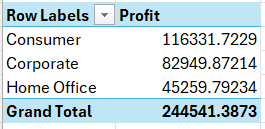 Row Labels Profit
Consumer 116331.7229
Corporate 82949.87214
Home Office 45259.79234
Grand Total 244541.3873